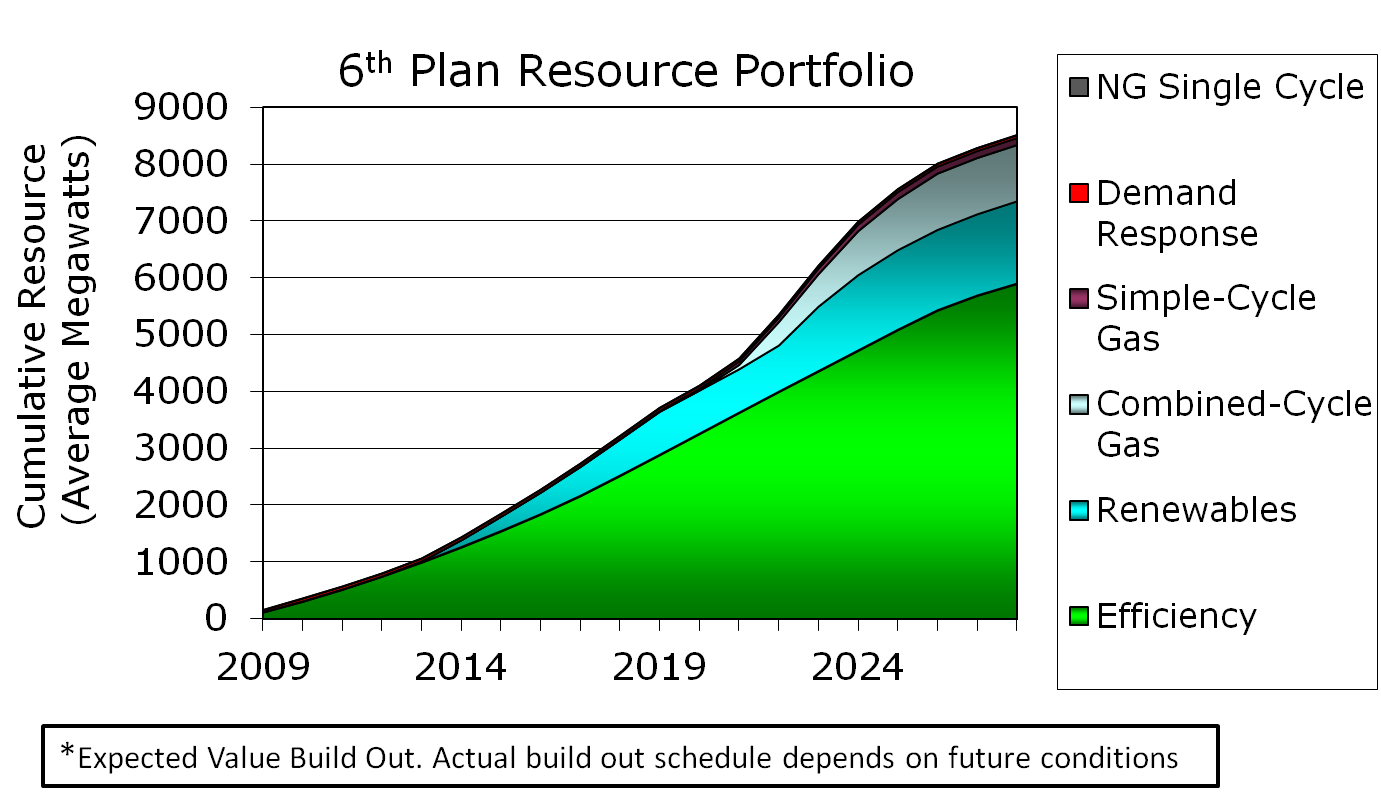 6th Plan Resource Portfolio
Cumulative Resource
(Average Megawatts)
9000
8000
7000
6000
5000
4000
3000
2000
1000
0
2009 2014 2019 2024
NG Single Cycle
Demand
Response
Simple-Cycle
Gas
Combined-Cycle
Gas
Renewables
Efficiency
*Expected Value Build Out. Actual build out schedule depends on future conditions